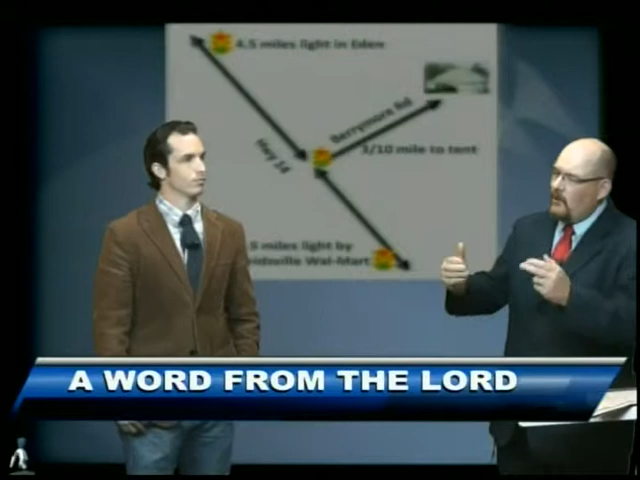 4.5 miles light in Eden
Berrymore Rd
Hwy 14
3/10 mile to tent
5 miles light by
idsville Wal-Mart
A WORD FROM THE LORD